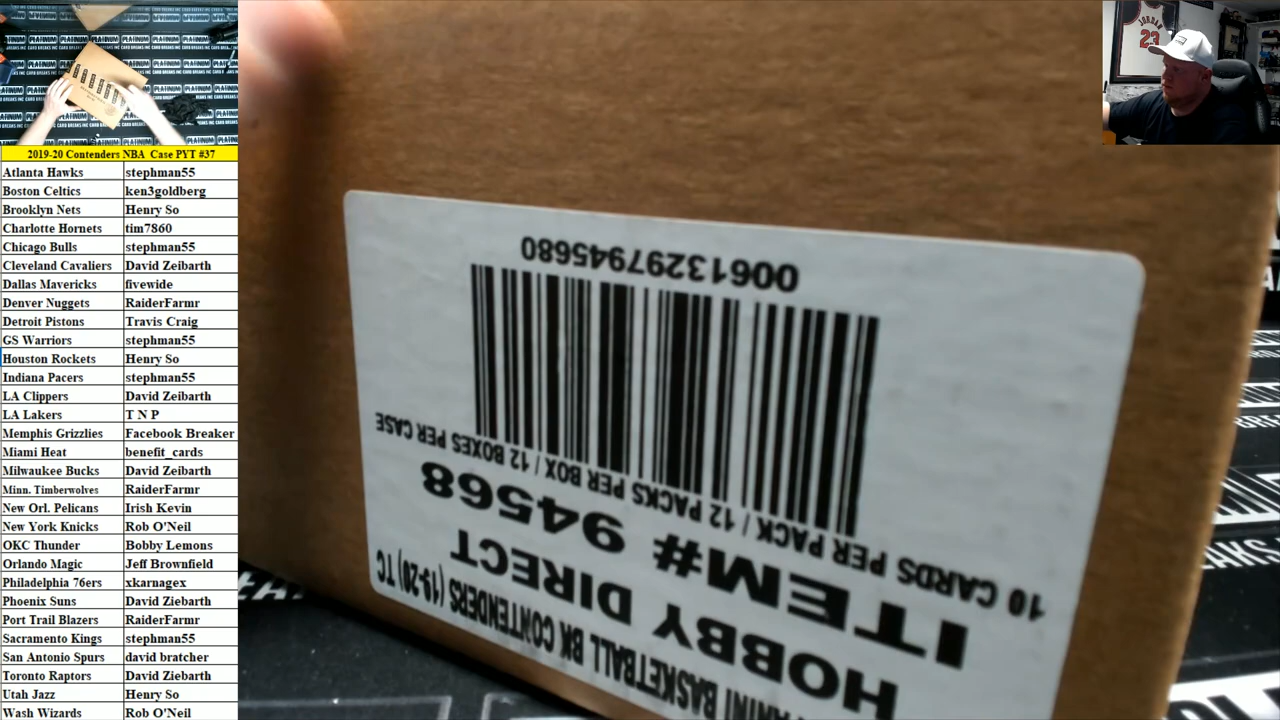 2019-20 Contenders NBA Case PYT #37
Atlanta Hawks stephman55
Boston Celtics ken3goldberg
Brooklyn Nets Henry So
Charlotte Hornets tim7860
Chicago Bulls stephman55
Cleveland Cavaliers David Zeibarth
Dallas Mavericks fivewide
Denver Nuggets RaiderFarmr
Detroit Pistons Travis Craig
GS Warriors stephman55
Houston Rockets Henry So
Indiana Pacers stephman55
LA Clippers David Zeibarth
LA Lakers T N P
Memphis Grizzlies Facebook Breaker
Miami Heat benefit_cards
Milwaukee Bucks David Zeibarth
Minn. Timberwolves RaiderFarmr
New Orl. Pelicans Irish Kevin
New York Knicks Rob O'Neil
OKC Thunder Bobby Lemons
Orlando Magic Jeff Brownfield
Philadelphia 76ers xkarnagex
Phoenix Suns David Ziebarth
Port Trail Blazers RaiderFarmr
Sacramento Kings stephman55
San Antonio Spurs david bratcher
Toronto Raptors David Ziebarth
Utah Jazz Henry So
Wash Wizards Rob O'Neil
PANINI BASKETBALL BK CONTENDERS (19-20) TC
HOBBY DIRECT
ITEM# 94568
10 CARDS PER PACK / 12 PACKS PER BOX / 12 BOXES PER CASE
00613297945680
JORDAN
23
PLATINUM
CARD BREAKS INC